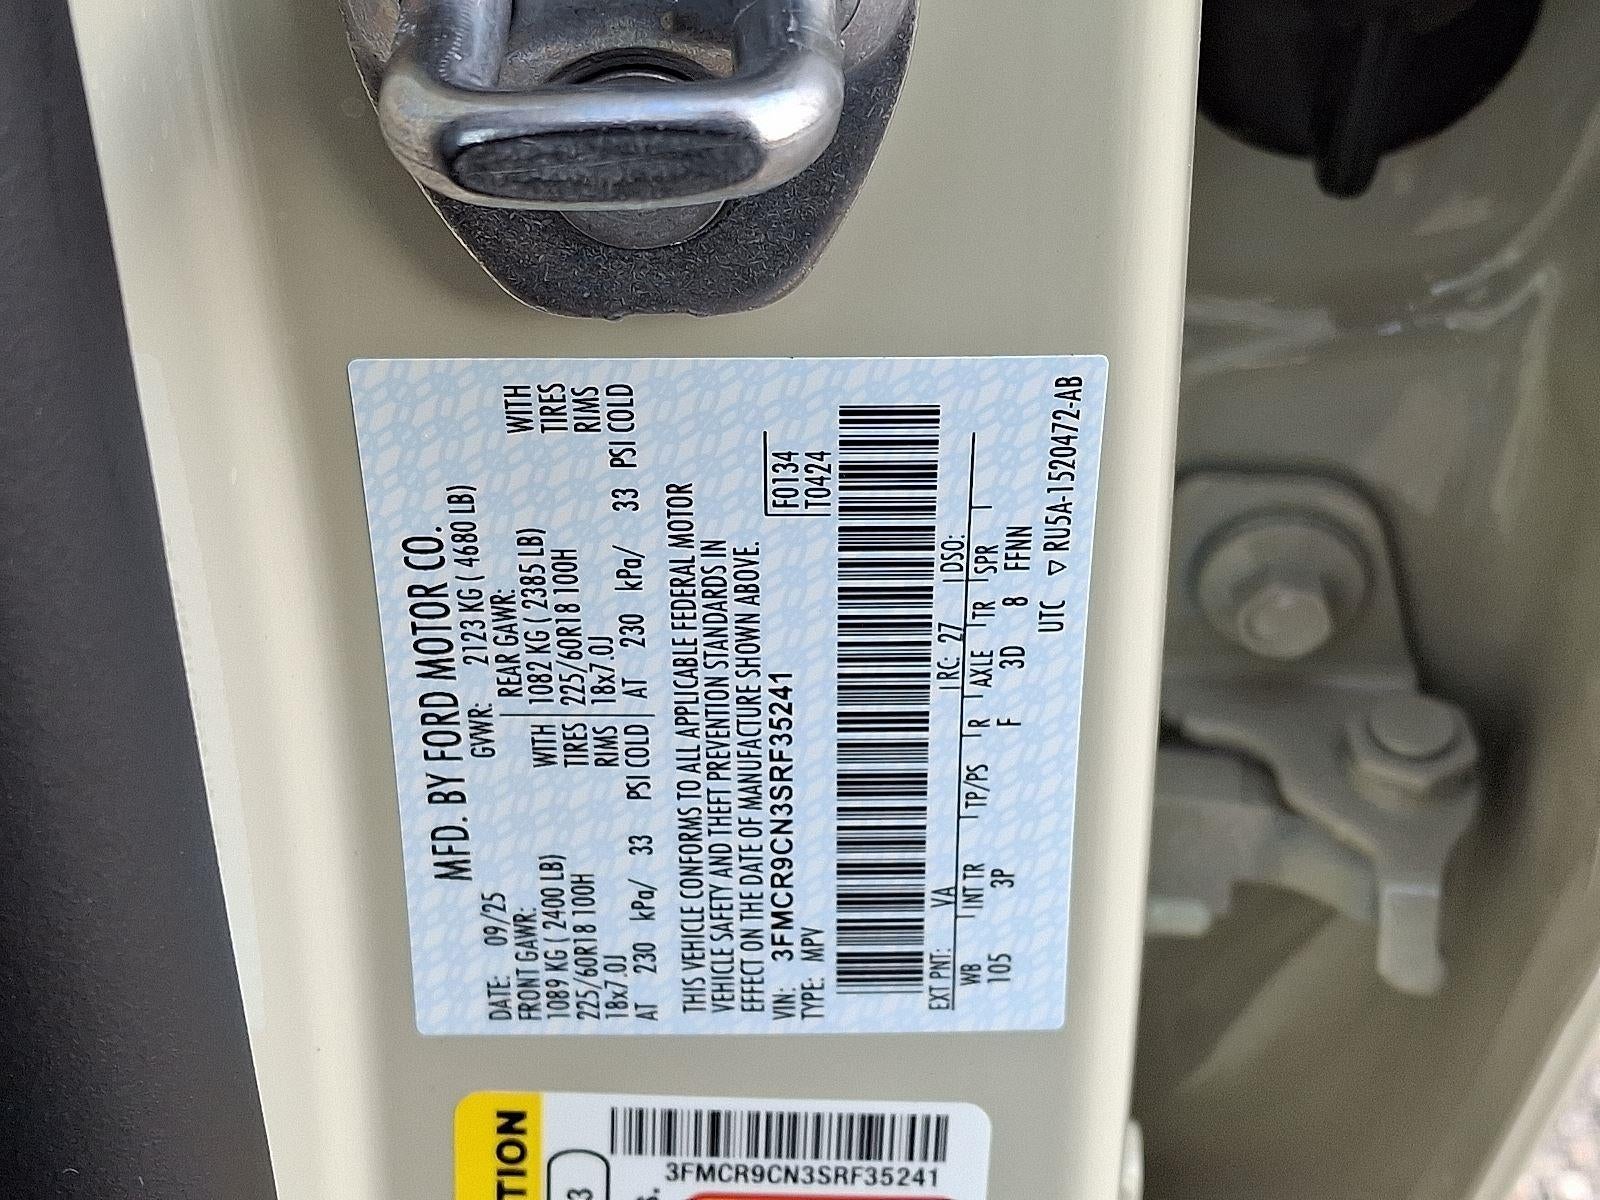 MFD. BY FORD MOTOR CO.
DATE: 09/25 GVWR: 2123 KG ( 4680 LB)
FRONT GAWR: REAR GAWR:
1089 KG ( 2400 LB) WITH 1082 KG ( 2385 LB) WITH
225/60R18 100H TIRES 225/60R18 100H TIRES
18x7.0J RIMS 18x7.0J RIMS
AT 230 kPa/ 33 PSI COLD AT 230 kPa/ 33 PSI COLD
THIS VEHICLE CONFORMS TO ALL APPLICABLE FEDERAL MOTOR
VEHICLE SAFETY AND THEFT PREVENTION STANDARDS IN
EFFECT ON THE DATE OF MANUFACTURE SHOWN ABOVE.
VIN: 3FMCR9CN3SRF35241 F0134
TYPE: MPV T0424
EXT PNT: VA RC: 27 DSO:
WB INT TR TP/PS R AXLE TR SPR
105 3P F 3D 8 FFNN
UTC ▽ RU5A-1520472-AB
TION
3
3FMCR9CN3SRF35241